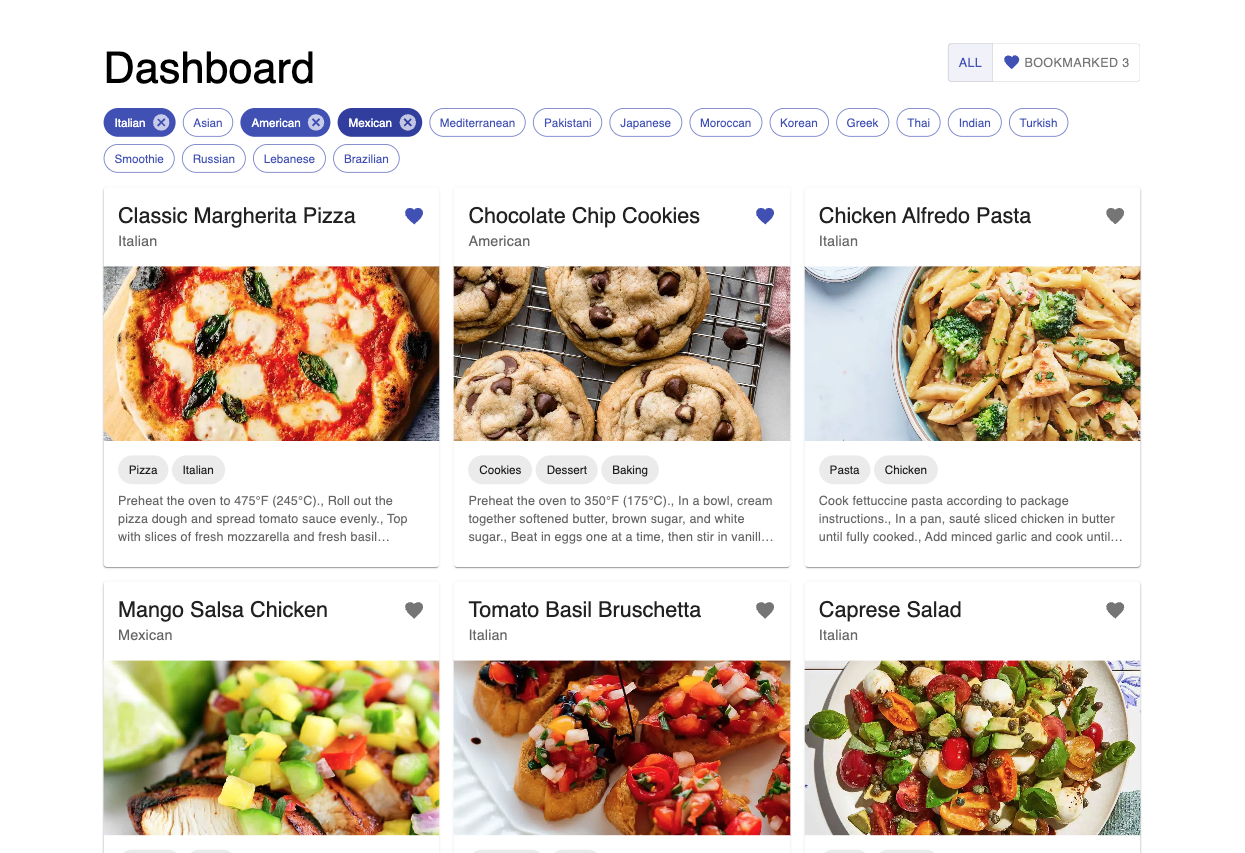 Dashboard
ALL
BOOKMARKED 3
Italian Asian American Mexican Mediterranean Pakistani Japanese Moroccan Korean Greek Thai Indian Turkish
Smoothie Russian Lebanese Brazilian
Classic Margherita Pizza
Italian
Pizza Italian
Preheat the oven to 475°F (245°C)., Roll out the
pizza dough and spread tomato sauce evenly., Top
with slices of fresh mozzarella and fresh basil…
Chocolate Chip Cookies
American
Cookies Dessert Baking
Preheat the oven to 350°F (175°C)., In a bowl, cream
together softened butter, brown sugar, and white
sugar., Beat in eggs one at a time, then stir in vanill…
Chicken Alfredo Pasta
Italian
Pasta Chicken
Cook fettuccine pasta according to package
instructions., In a pan, sauté sliced chicken in butter
until fully cooked., Add minced garlic and cook until…
Mango Salsa Chicken
Mexican
Tomato Basil Bruschetta
Italian
Caprese Salad
Italian